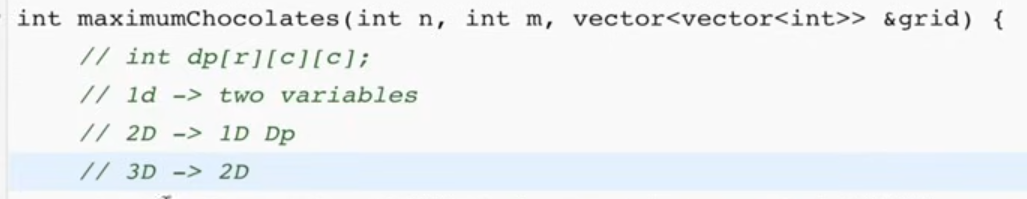 int maximumChocolates(int n, int m, vector<vector<int>> &grid) {
// int dp[r][c][c];
// 1d -> two variables
// 2D -> 1D Dp
// 3D -> 2D